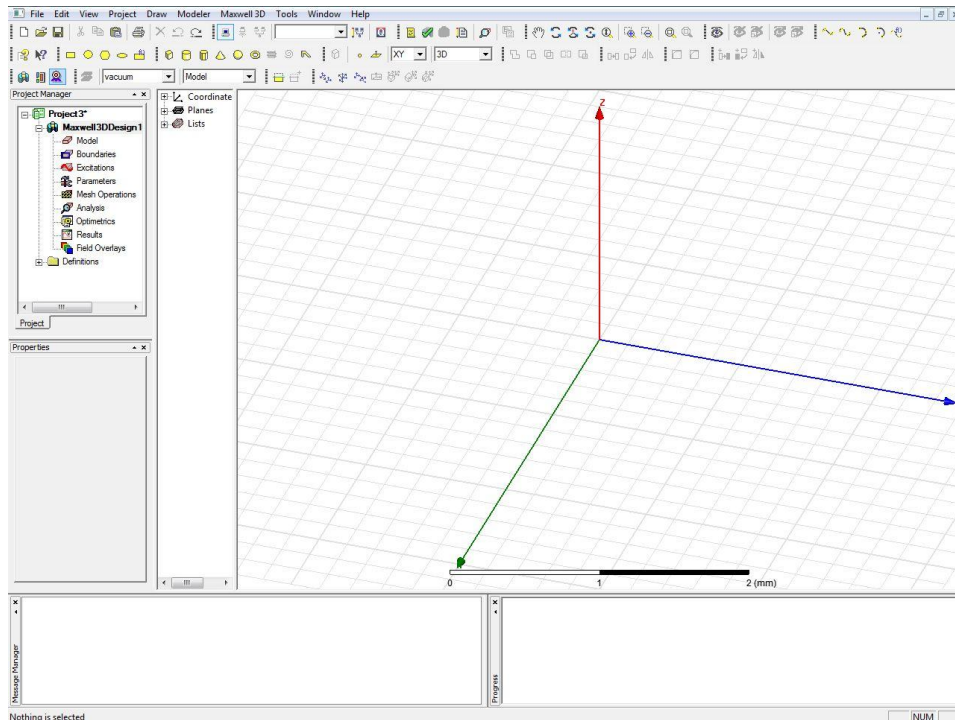 File Edit View Project Draw Modeler Maxwell 3D Tools Window Help
XY 3D
vacuum Model
Project Manager
Project3*
Maxwell3DDesign1
Model
Boundaries
Excitations
Parameters
Mesh Operations
Analysis
Optimetrics
Results
Field Overlays
Definitions
Project
Coordinate
Planes
Lists
Properties
Z
0 1 2 (mm)
Message Manager
Progress
Nothing is selected
NUM